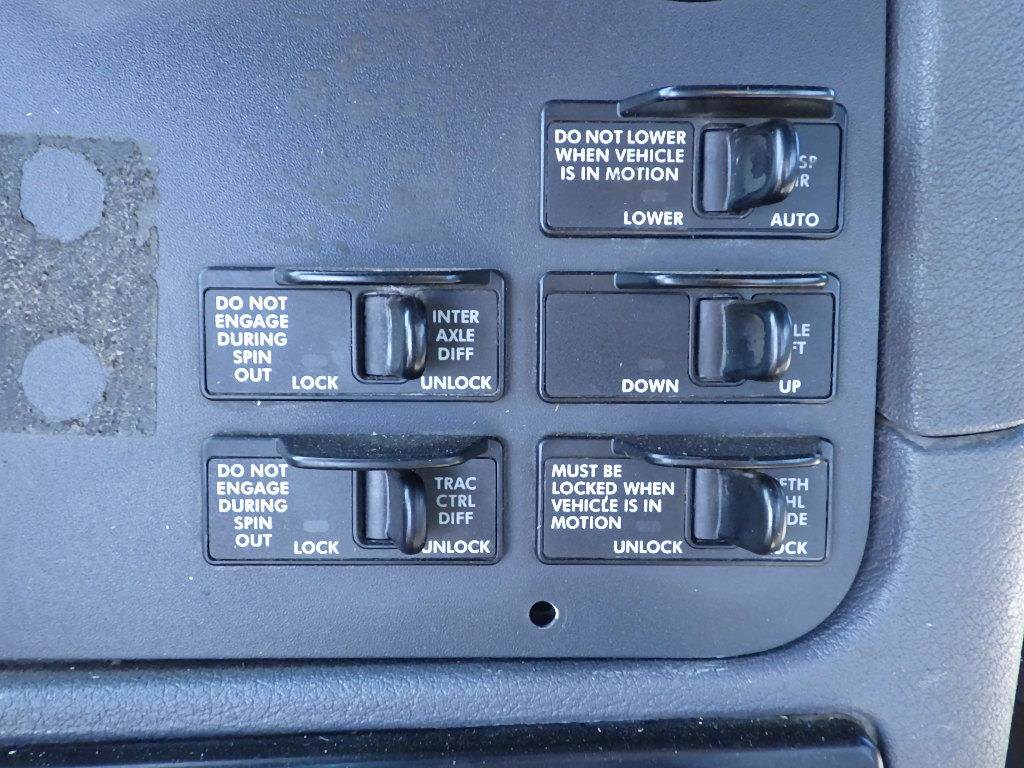 DO NOT LOWER
WHEN VEHICLE
IS IN MOTION
LOWER
AUTO
DO NOT
ENGAGE
DURING
SPIN
OUT
LOCK
INTER
AXLE
DIFF
UNLOCK
DOWN
UP
DO NOT
ENGAGE
DURING
SPIN
OUT
LOCK
TRAC
CTRL
DIFF
UNLOCK
MUST BE
LOCKED WHEN
VEHICLE IS IN
MOTION
UNLOCK